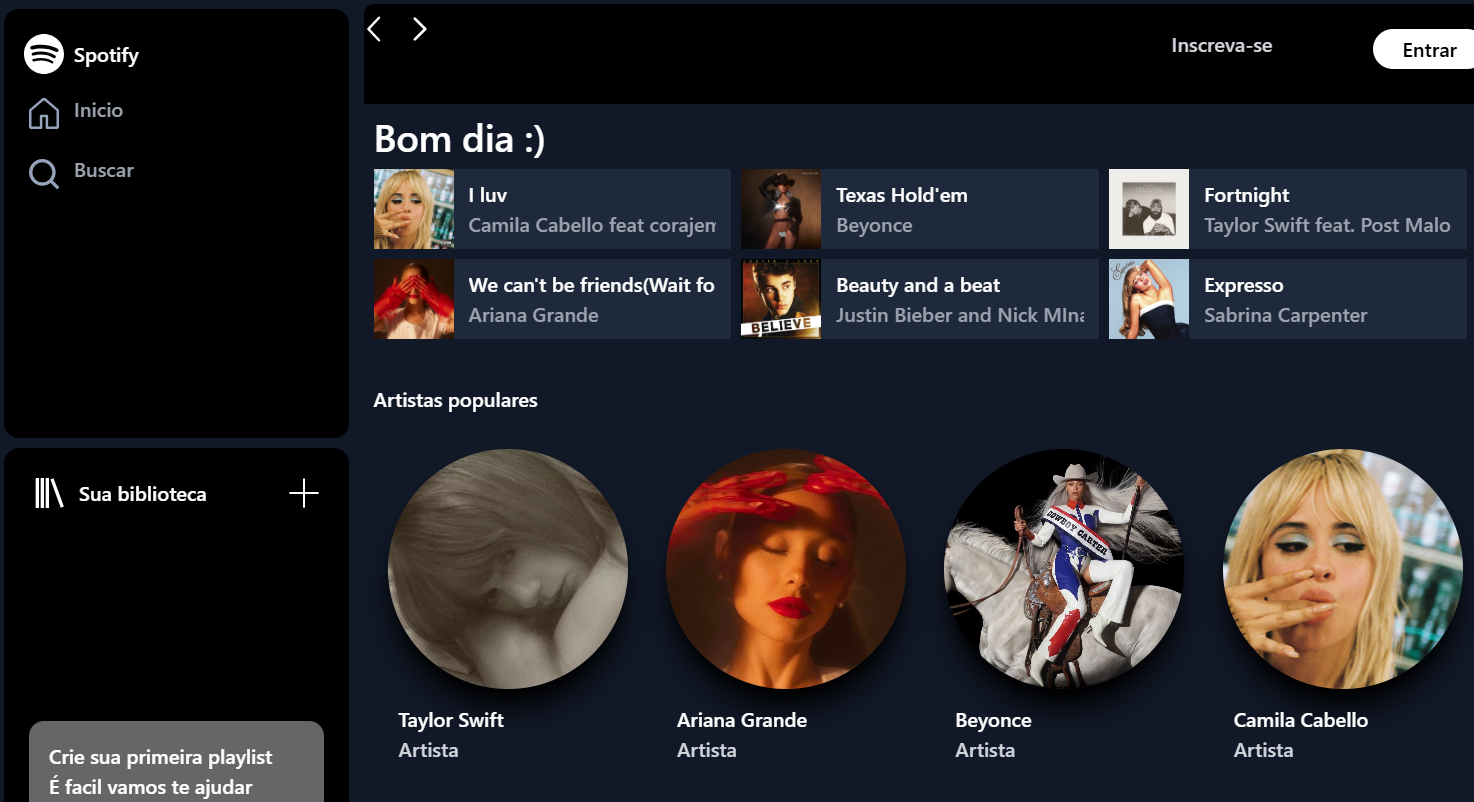 Spotify
Inicio
Buscar
Sua biblioteca
Crie sua primeira playlist
É facil vamos te ajudar
Inscreva-se
Entrar
Bom dia :)
I luv
Camila Cabello feat corajem
Texas Hold'em
Beyonce
Fortnight
Taylor Swift feat. Post Malo
We can't be friends(Wait fo
Ariana Grande
BELIEVE
Beauty and a beat
Justin Bieber and Nick MIna
Expresso
Sabrina Carpenter
Artistas populares
COWBOY CARTER
Taylor Swift
Artista
Ariana Grande
Artista
Beyonce
Artista
Camila Cabello
Artista